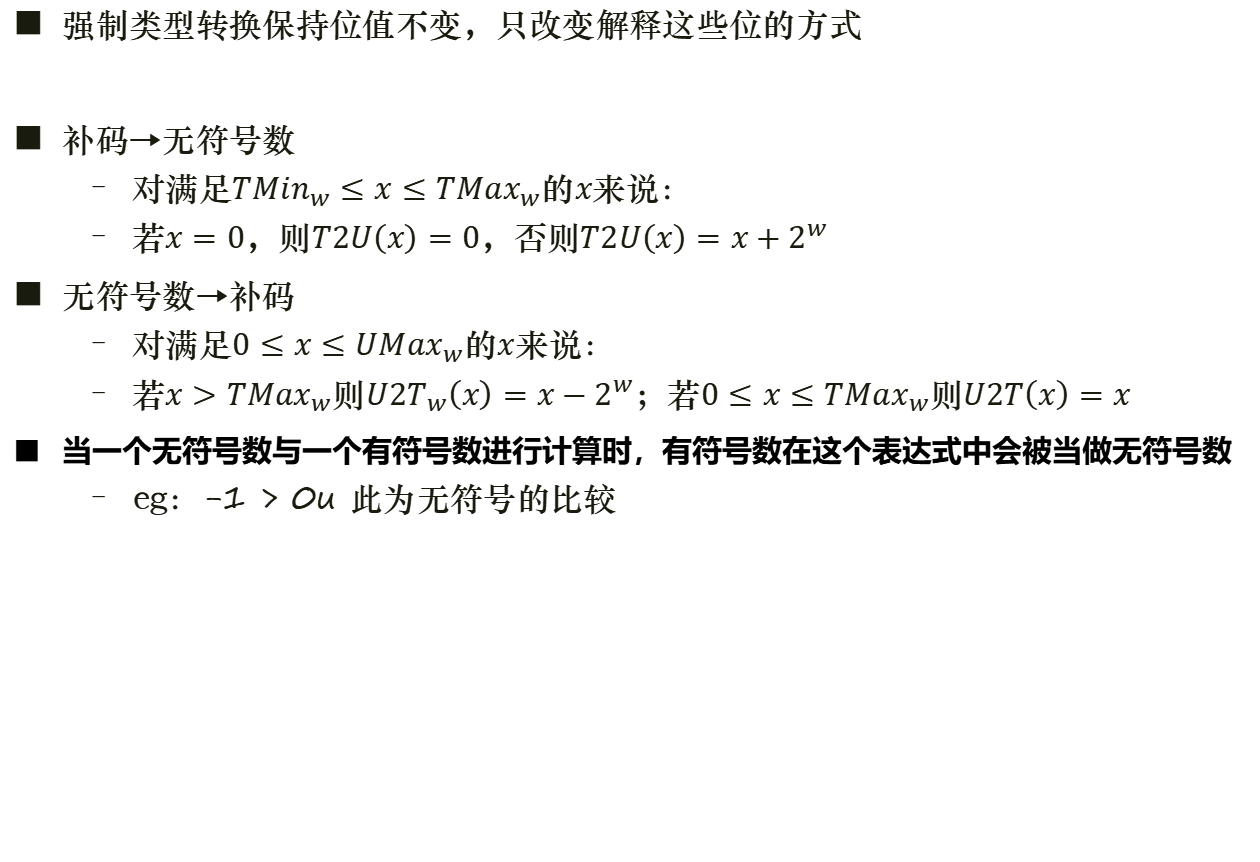 ■ 强制类型转换保持位值不变，只改变解释这些位的方式
■ 补码→无符号数
– 对满足TMin_w ≤ x ≤ TMax_w的x来说：
– 若x = 0，则T2U(x) = 0，否则T2U(x) = x + 2^w
■ 无符号数→补码
– 对满足0 ≤ x ≤ UMax_w的x来说：
– 若x > TMax_w则U2T_w(x) = x − 2^w；若0 ≤ x ≤ TMax_w则U2T(x) = x
■ 当一个无符号数与一个有符号数进行计算时，有符号数在这个表达式中会被当做无符号数
– eg：-1 > 0u 此为无符号的比较